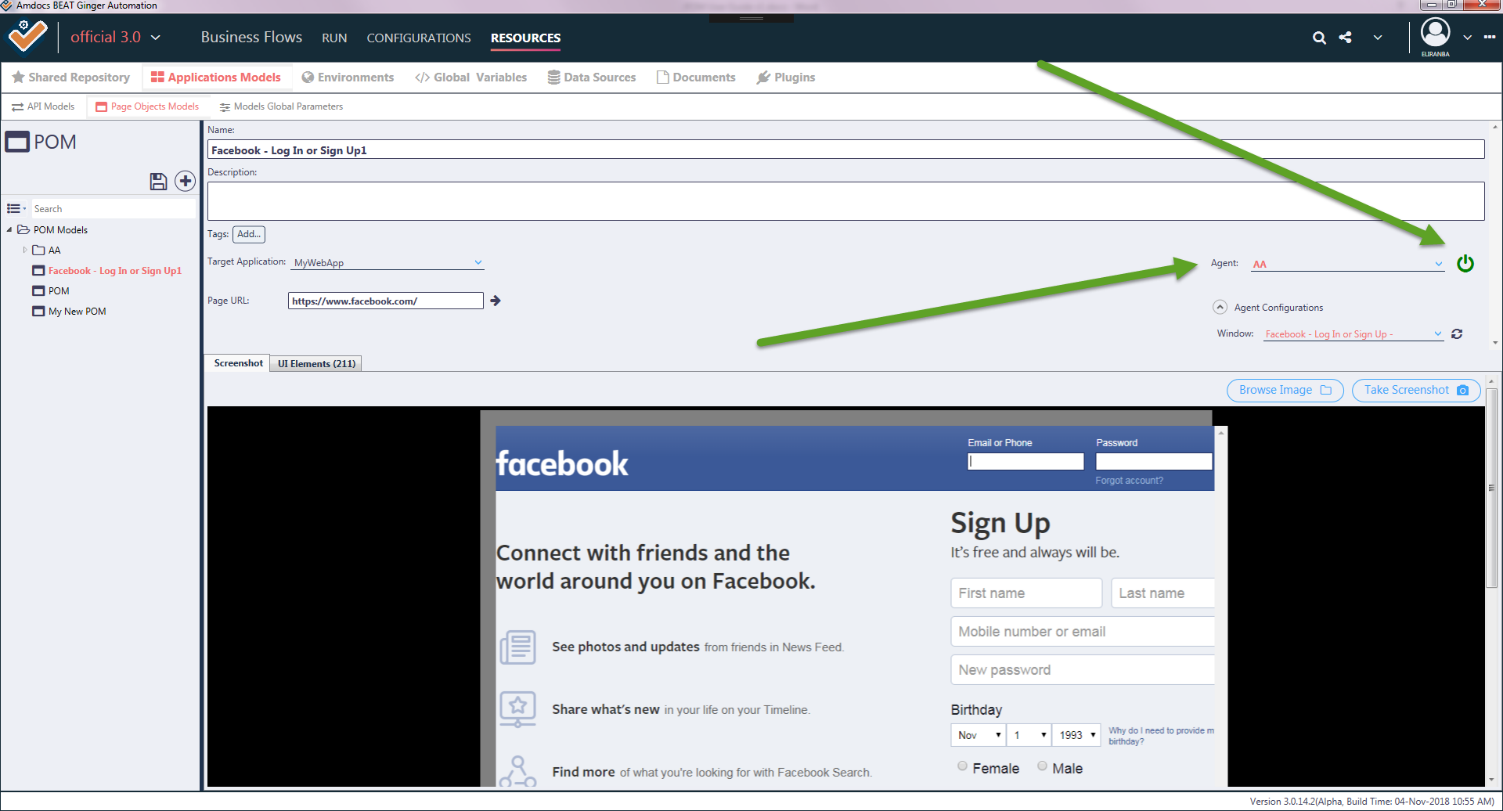 Amdocs BEAT Ginger Automation
official 3.0 Business Flows RUN CONFIGURATIONS RESOURCES
ELIRANBA
Shared Repository Applications Models Environments </> Global Variables Data Sources Documents Plugins
API Models Page Objects Models Models Global Parameters
POM
Search
POM Models
AA
Facebook - Log In or Sign Up1
POM
My New POM
Name:
Facebook - Log In or Sign Up1
Description:
Tags: Add...
Target Application: MyWebApp
Agent: AA
Page URL: https://www.facebook.com/
Agent Configurations
Window: Facebook - Log In or Sign Up -
Screenshot UI Elements (211)
Browse Image Take Screenshot
facebook
Email or Phone Password
Forgot account?
Connect with friends and the
world around you on Facebook.
See photos and updates from friends in News Feed.
Share what's new in your life on your Timeline.
Find more of what you're looking for with Facebook Search.
Sign Up
It's free and always will be.
First name Last name
Mobile number or email
New password
Birthday
Nov 1 1993 Why do I need to provide m
birthday?
Female Male
Version 3.0.14.2(Alpha, Build Time: 04-Nov-2018 10:55 AM)